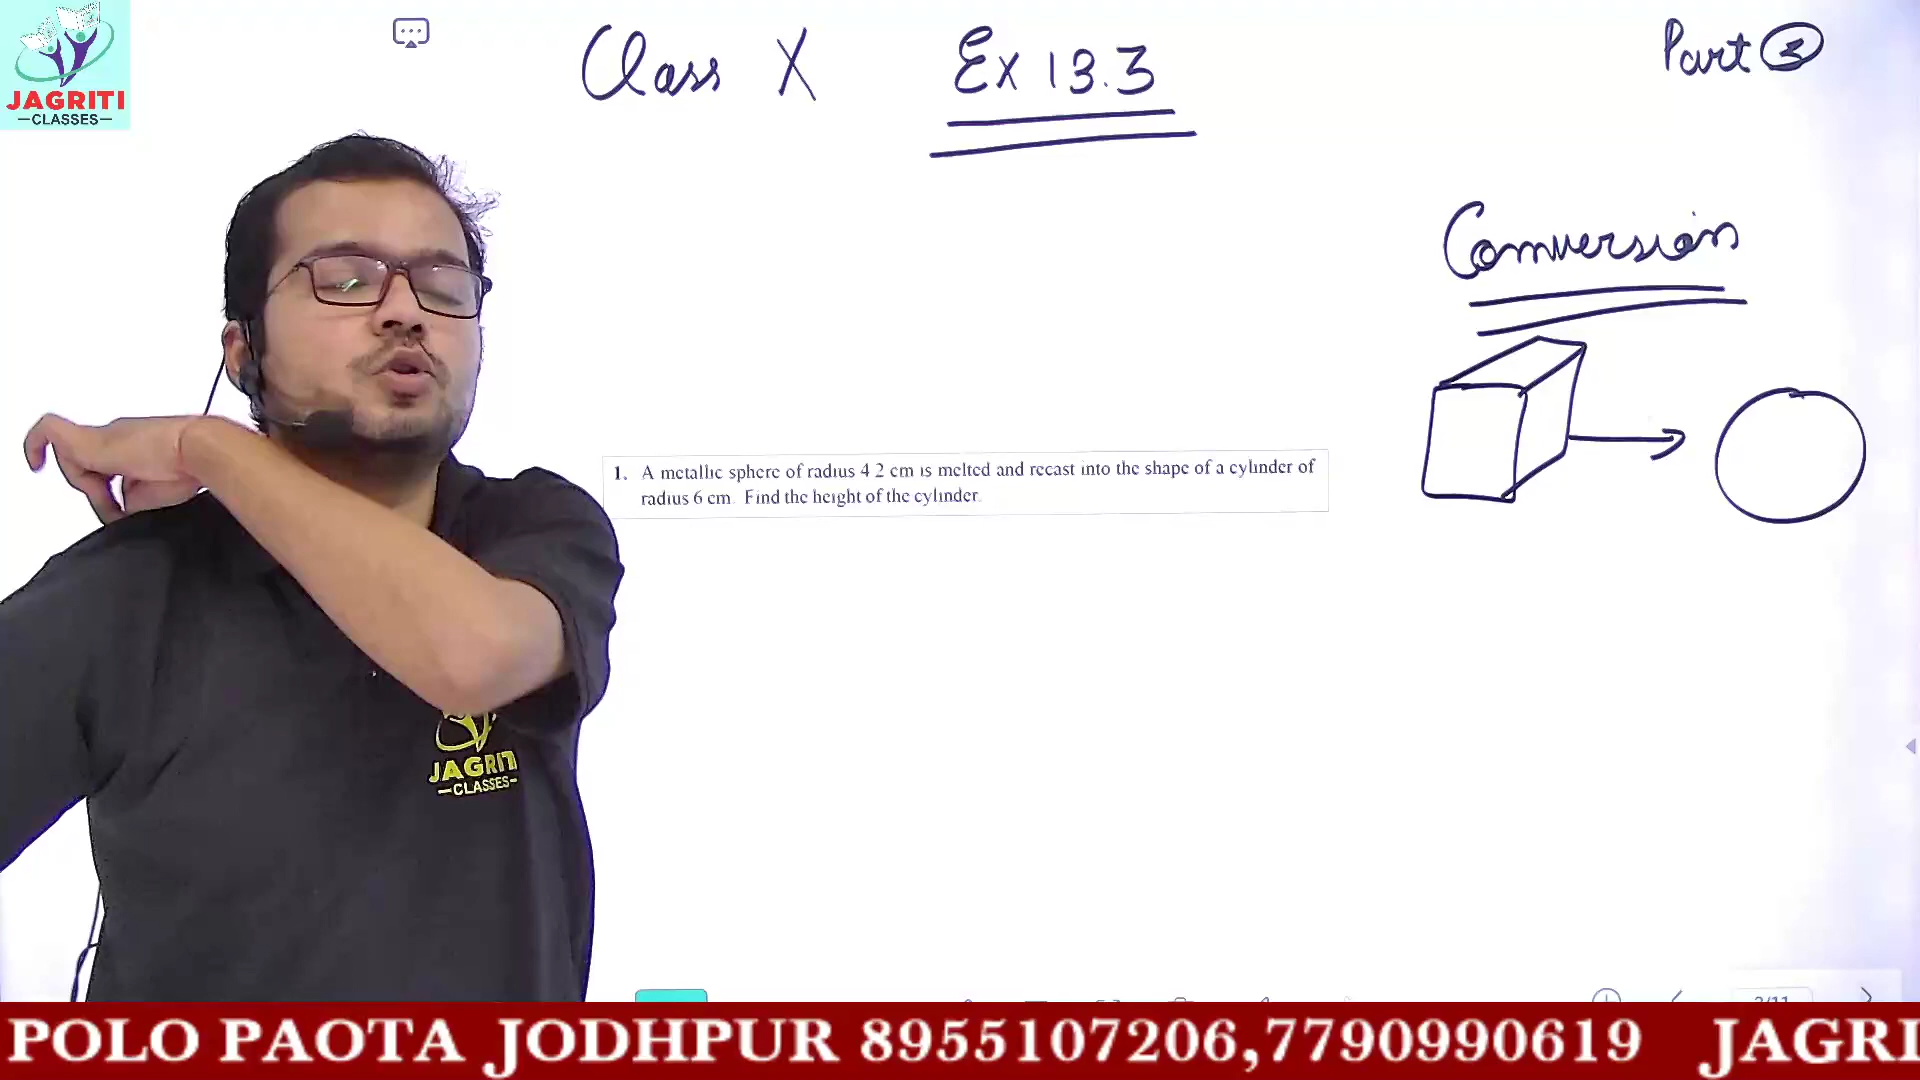 JAGRITI
—CLASSES—
Class X Ex 13.3
Part 3
Conversion
1. A metallic sphere of radius 4 2 cm is melted and recast into the shape of a cylinder of
radius 6 cm. Find the height of the cylinder.
JAGRITI
—CLASSES—
POLO PAOTA JODHPUR 8955107206,7790990619 JAGRI